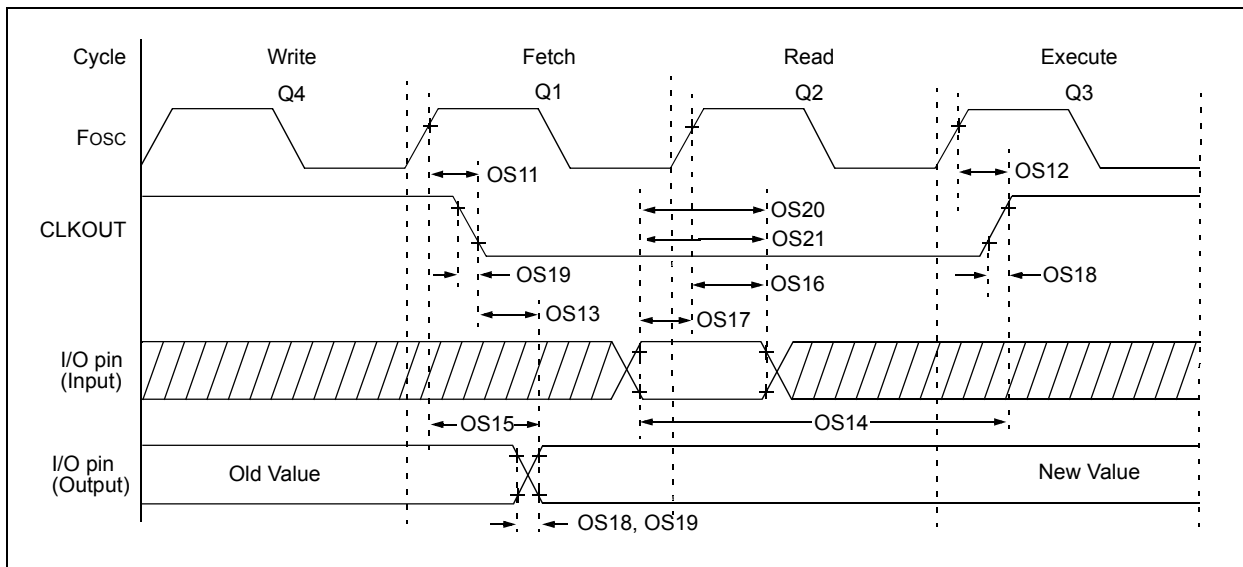 Cycle Write Fetch Read Execute
Q4 Q1 Q2 Q3
FOSC
OS11 OS12
CLKOUT
OS20
OS21
OS19 OS16 OS18
OS13 OS17
I/O pin
(Input)
OS15 OS14
I/O pin
(Output)
Old Value New Value
OS18, OS19